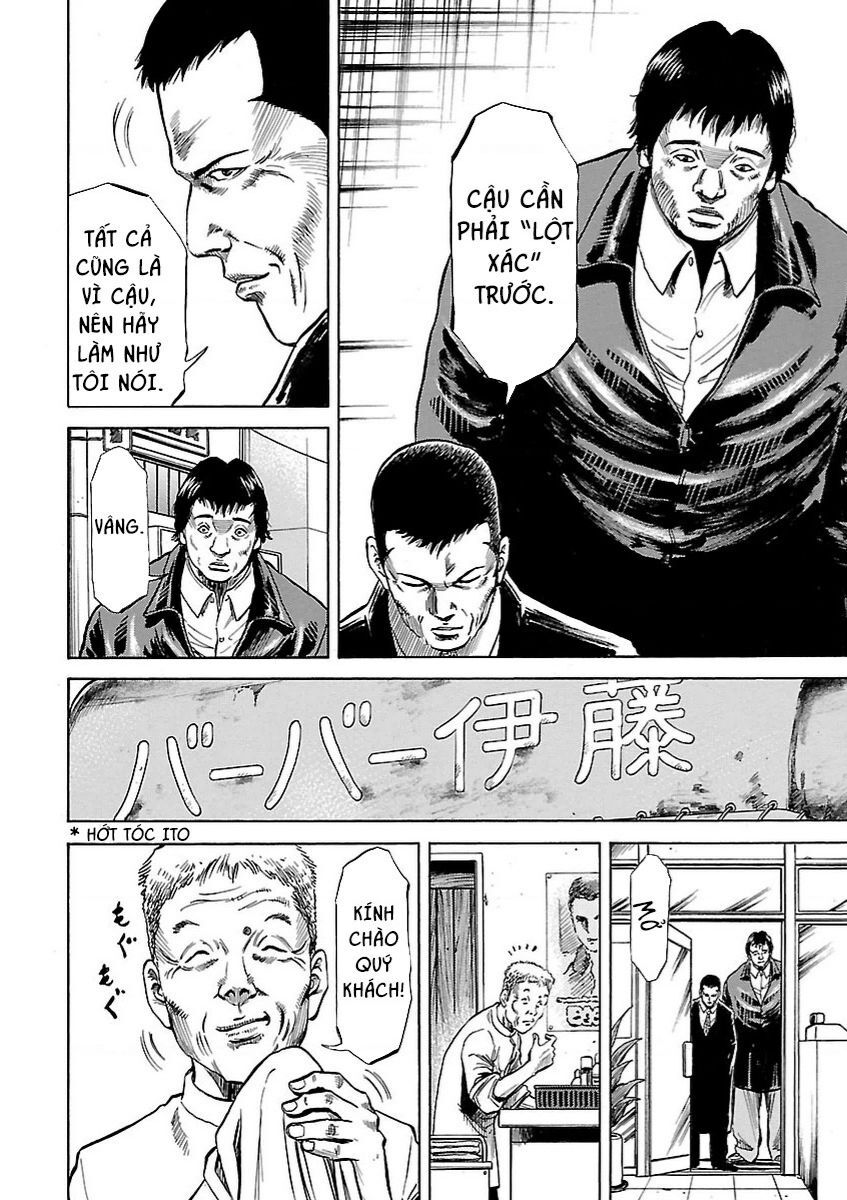 CẬU CẦN
PHẢI “LỘT
XÁC”
TRƯỚC.
TẤT CẢ
CŨNG LÀ
VÌ CẬU,
NÊN HÃY
LÀM NHƯ
TÔI NÓI.
VÂNG.
バーバー伊藤
* HỚT TÓC ITO
KÍNH
CHÀO
QUÝ
KHÁCH!
もぐ
もぐ